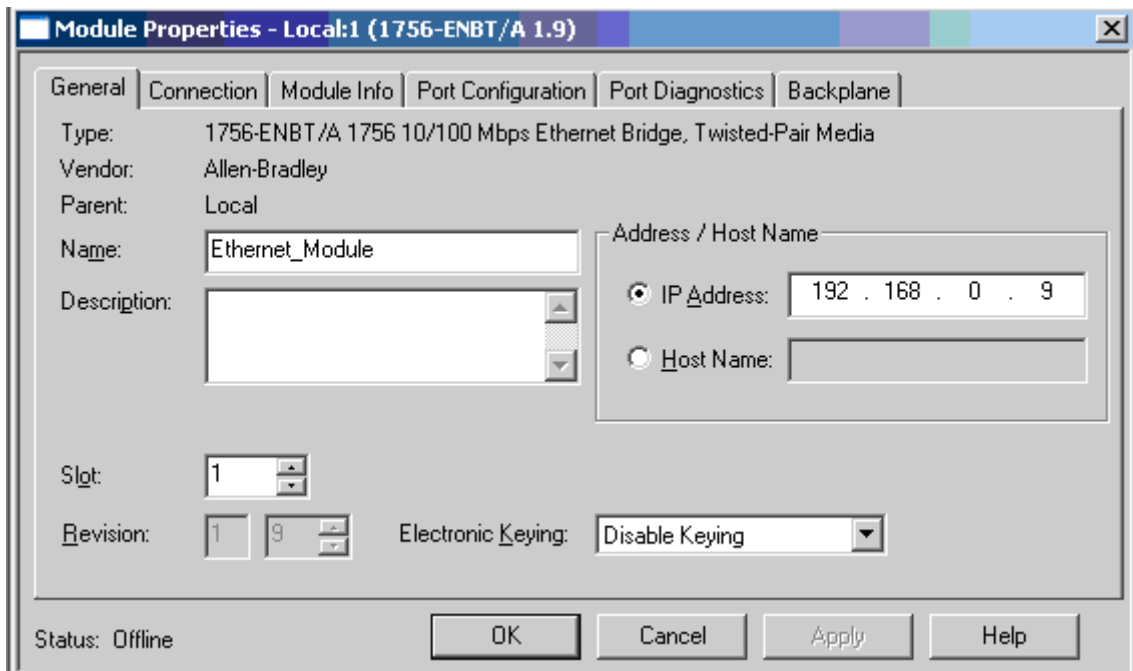 Module Properties - Local:1 (1756-ENBT/A 1.9)
General Connection Module Info Port Configuration Port Diagnostics Backplane
Type: 1756-ENBT/A 1756 10/100 Mbps Ethernet Bridge, Twisted-Pair Media
Vendor: Allen-Bradley
Parent: Local
Name: Ethernet_Module
Description:
Address / Host Name
IP Address: 192 . 168 . 0 . 9
Host Name:
Slot: 1
Revision: 1 9 Electronic Keying: Disable Keying
Status: Offline OK Cancel Apply Help